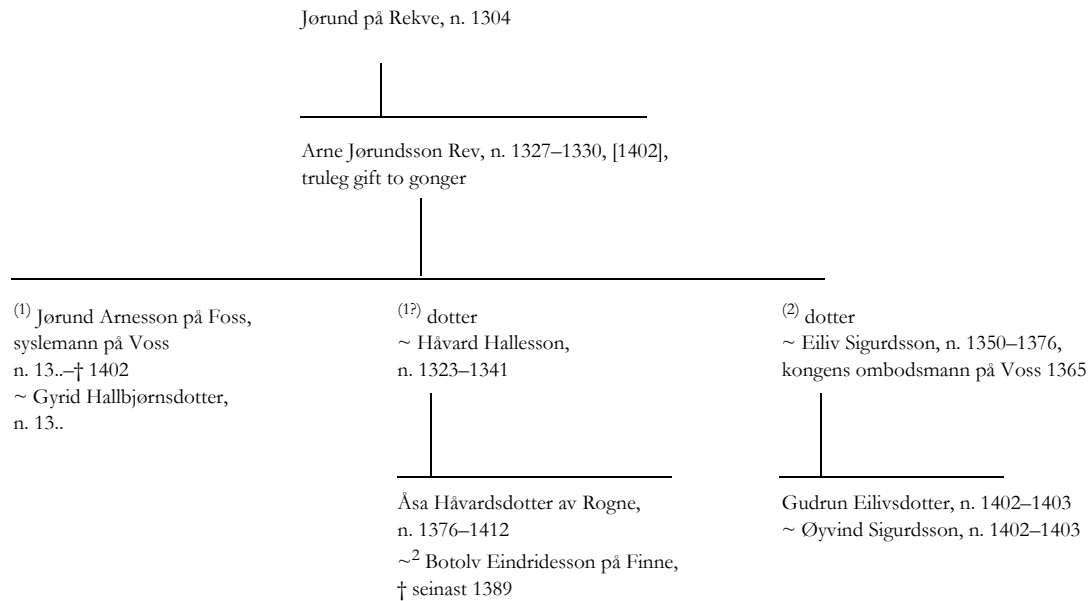 Jørund på Rekve, n. 1304
Arne Jørundsson Rev, n. 1327–1330, [1402],
truleg gift to gonger
(1) Jørund Arnesson på Foss,
syslemann på Voss
n. 13..–† 1402
~ Gyrid Hallbjørnsdotter,
n. 13..
(1?) dotter
~ Håvard Hallesson,
n. 1323–1341
(2) dotter
~ Eiliv Sigurdsson, n. 1350–1376,
kongens ombodsmann på Voss 1365
Åsa Håvardsdotter av Rogne,
n. 1376–1412
~2 Botolv Eindridesson på Finne,
† seinast 1389
Gudrun Eilivsdotter, n. 1402–1403
~ Øyvind Sigurdsson, n. 1402–1403